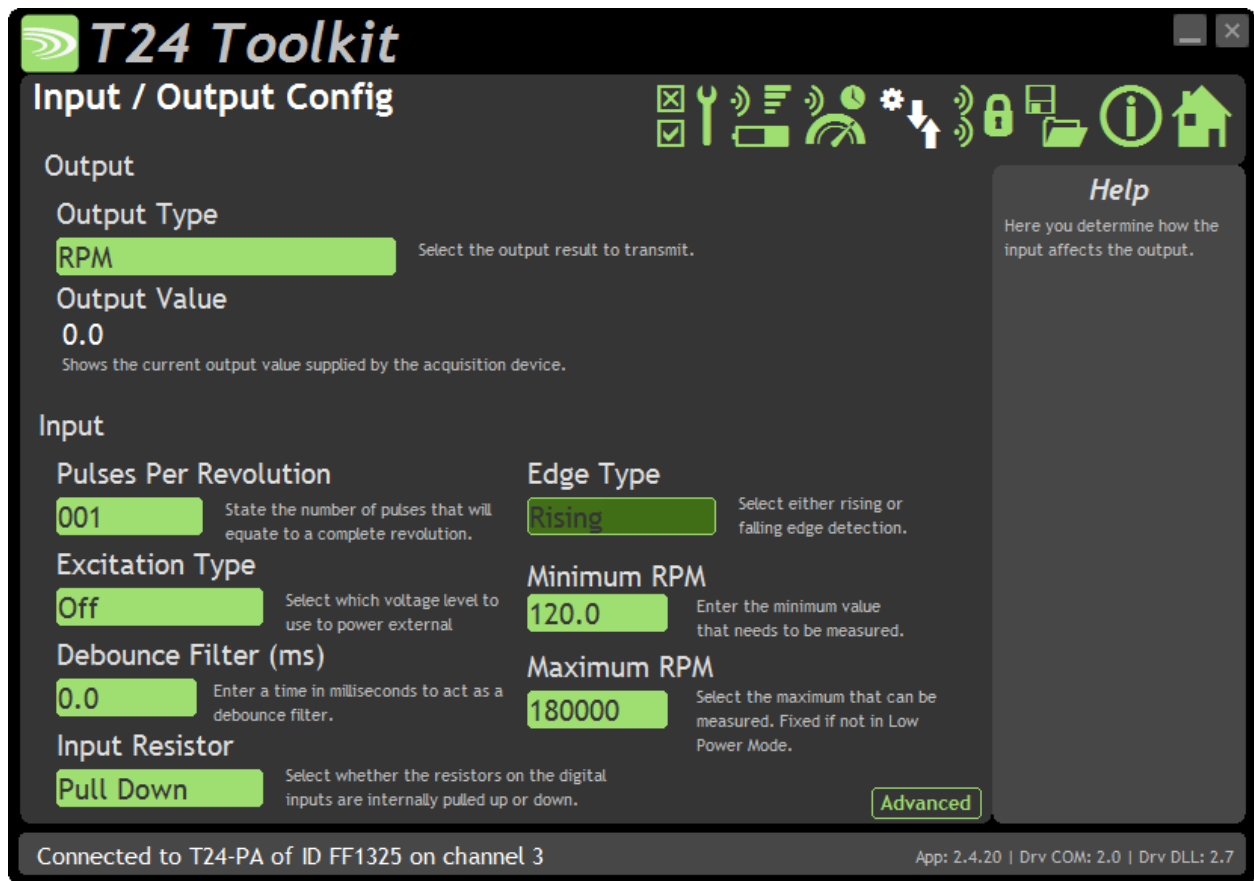 T24 Toolkit
Input / Output Config
Output
Output Type
RPM
Select the output result to transmit.
Output Value
0.0
Shows the current output value supplied by the acquisition device.
Input
Pulses Per Revolution
001
State the number of pulses that will
equate to a complete revolution.
Edge Type
Rising
Select either rising or
falling edge detection.
Excitation Type
Off
Select which voltage level to
use to power external
Minimum RPM
120.0
Enter the minimum value
that needs to be measured.
Debounce Filter (ms)
0.0
Enter a time in milliseconds to act as a
debounce filter.
Maximum RPM
180000
Select the maximum that can be
measured. Fixed if not in Low
Power Mode.
Input Resistor
Pull Down
Select whether the resistors on the digital
inputs are internally pulled up or down.
Advanced
Help
Here you determine how the
input affects the output.
Connected to T24-PA of ID FF1325 on channel 3
App: 2.4.20 | Drv COM: 2.0 | Drv DLL: 2.7